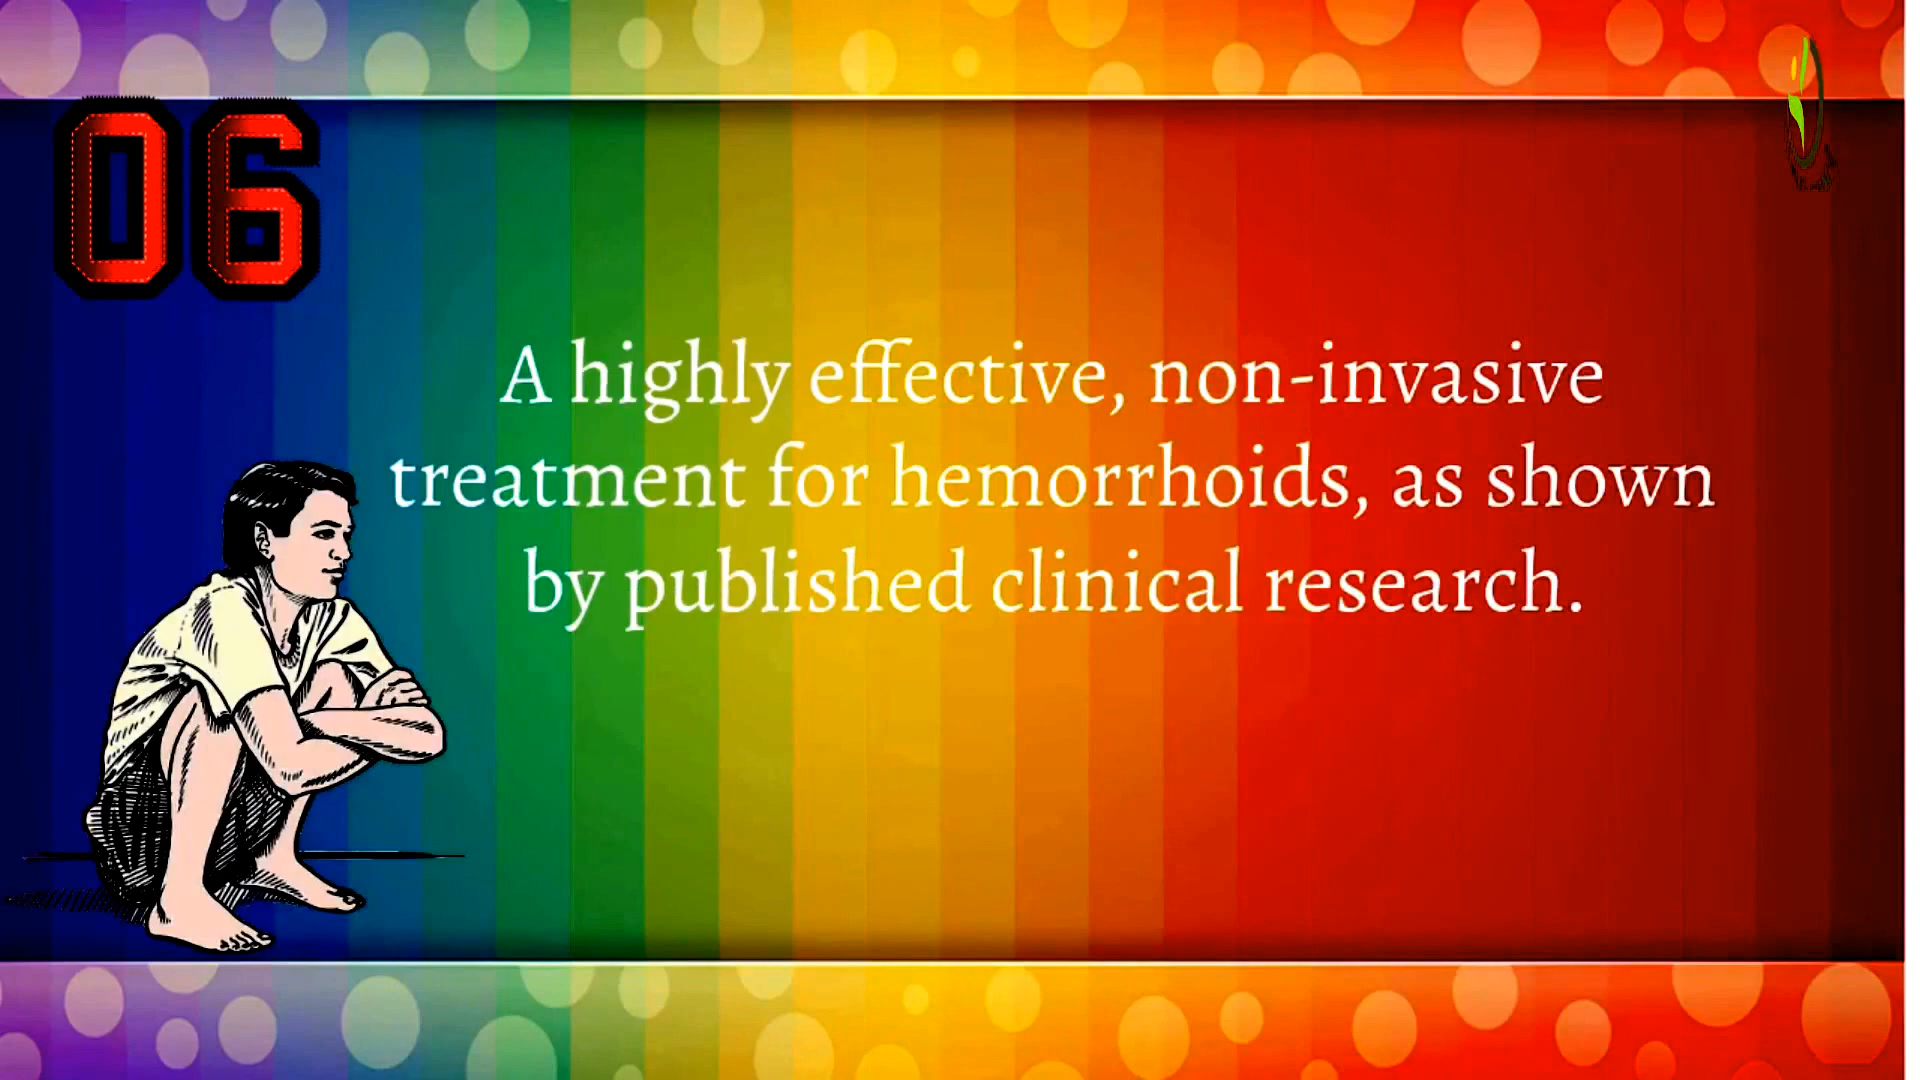 06
A highly effective, non-invasive
treatment for hemorrhoids, as shown
by published clinical research.